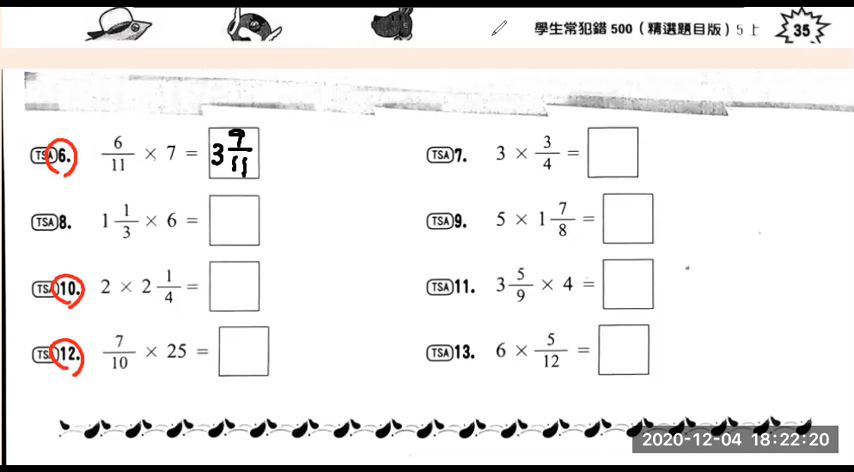 學生常犯錯 500（精選題目版）5 上 35
TSA 6. 6/11 × 7 = 3 9/11
TSA 7. 3 × 3/4 =
TSA 8. 1 1/3 × 6 =
TSA 9. 5 × 1 7/8 =
TSA 10. 2 × 2 1/4 =
TSA 11. 3 5/9 × 4 =
TSA 12. 7/10 × 25 =
TSA 13. 6 × 5/12 =
2020-12-04 18:22:20